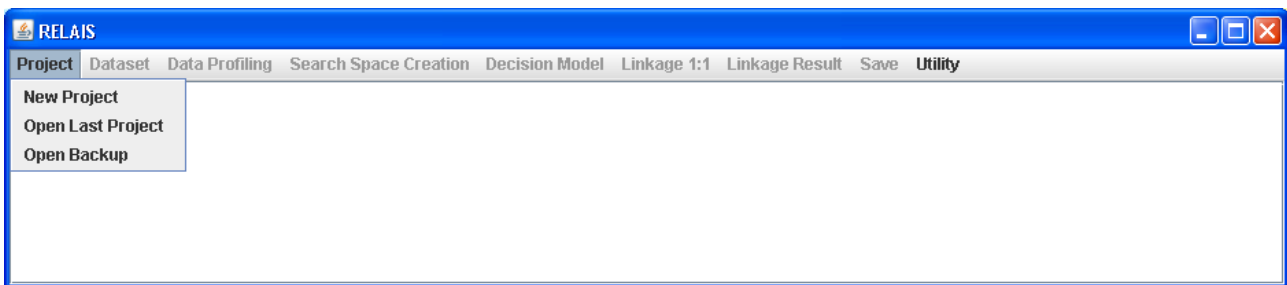 RELAIS
Project Dataset Data Profiling Search Space Creation Decision Model Linkage 1:1 Linkage Result Save Utility
New Project
Open Last Project
Open Backup